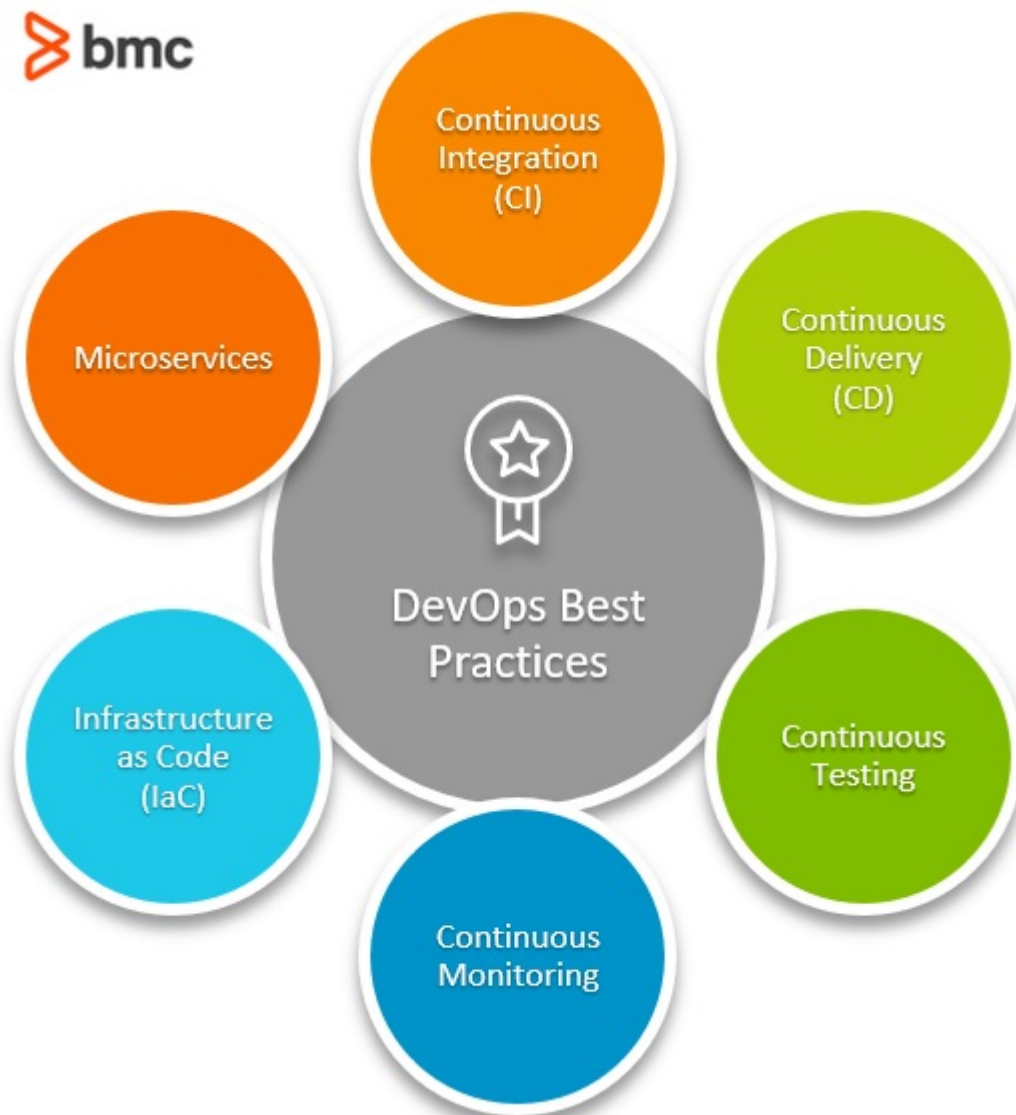 bmc
Continuous
Integration
(CI)
Continuous
Delivery
(CD)
Continuous
Testing
Continuous
Monitoring
Infrastructure
as Code
(IaC)
Microservices
DevOps Best
Practices